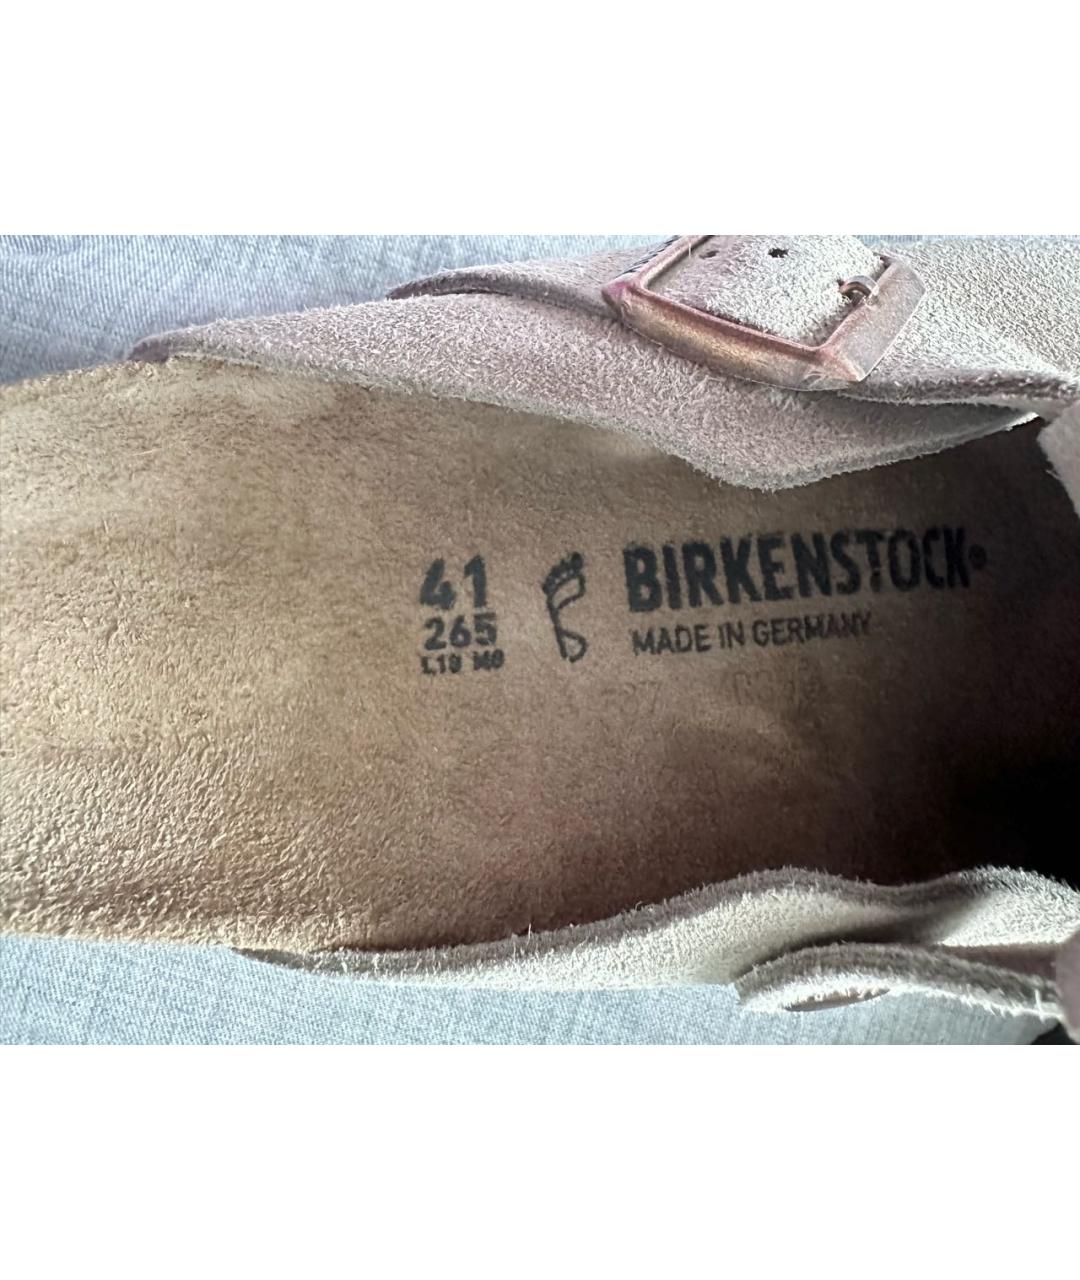 41
265
L10 M8
BIRKENSTOCK®
MADE IN GERMANY